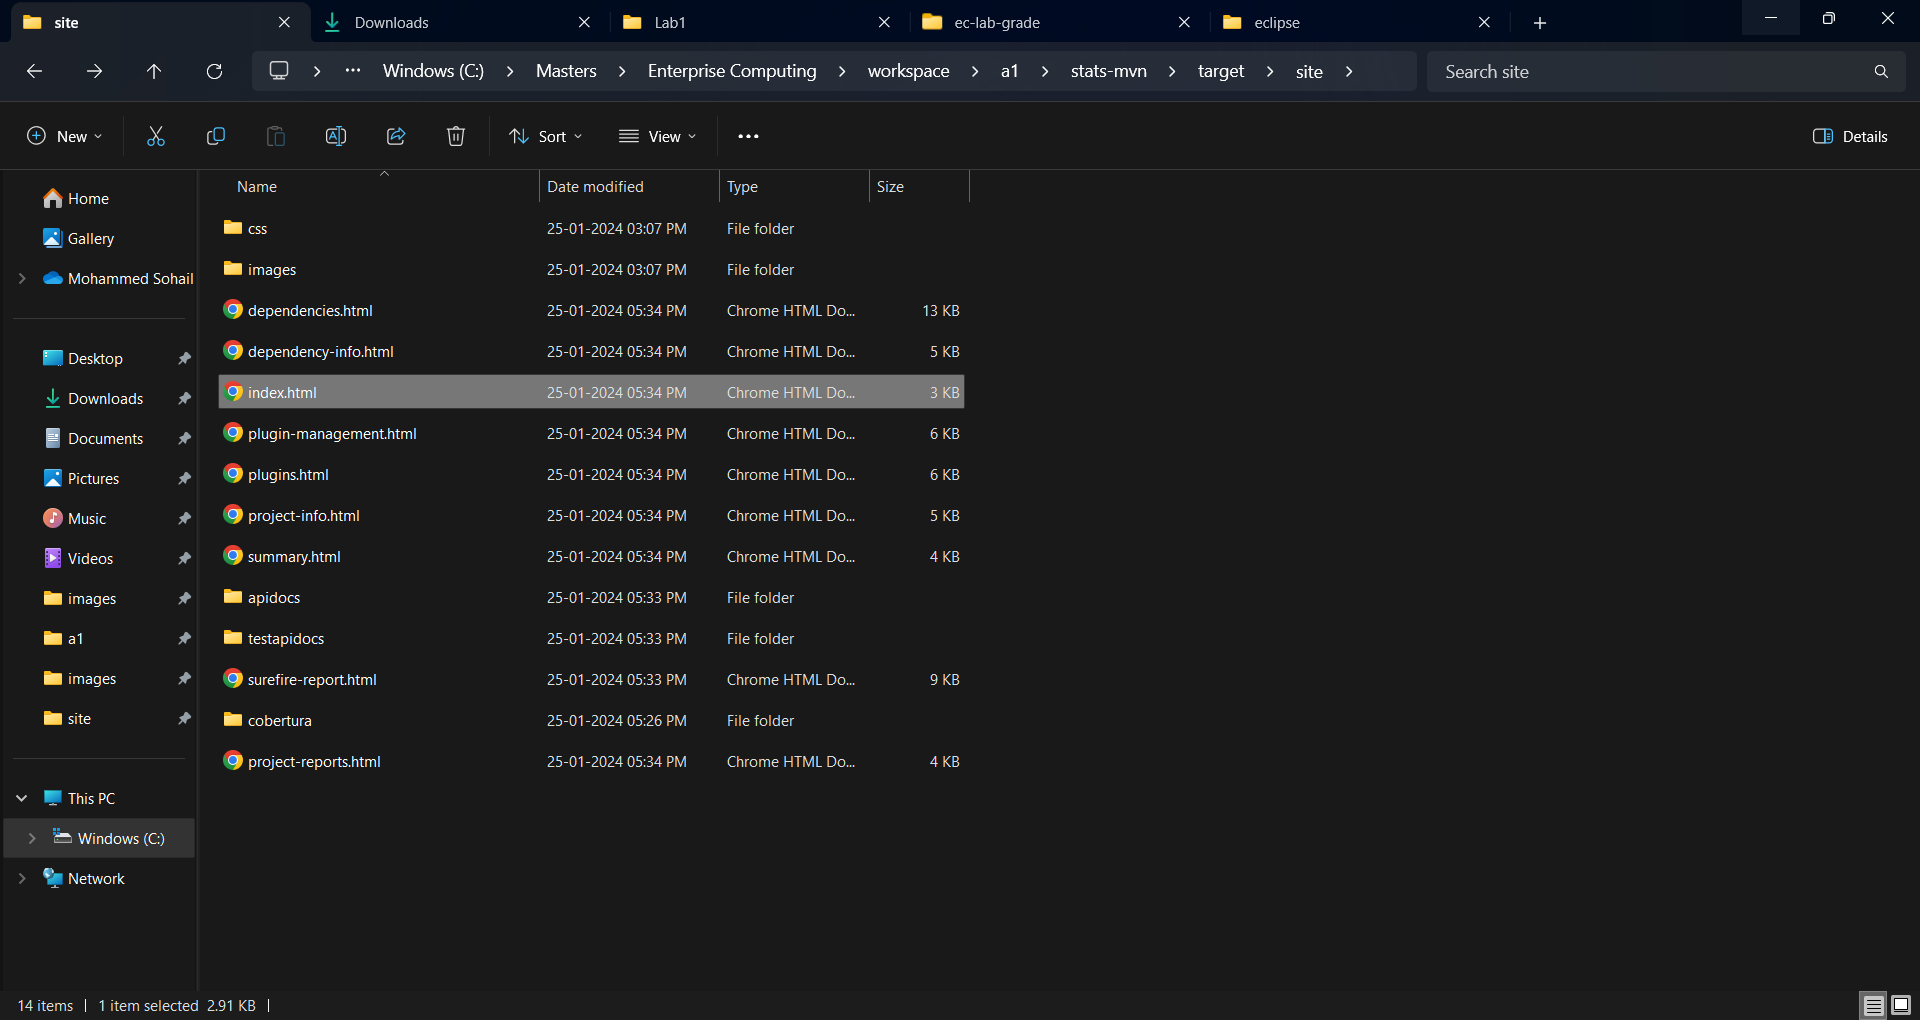 site
Downloads
Lab1
ec-lab-grade
eclipse
Windows (C:) Masters Enterprise Computing workspace a1 stats-mvn target site
Search site
New
Sort
View
Details
Name Date modified Type Size
Home
Gallery
Mohammed Sohail
Desktop
Downloads
Documents
Pictures
Music
Videos
images
a1
images
site
This PC
Windows (C:)
Network
css 25-01-2024 03:07 PM File folder
images 25-01-2024 03:07 PM File folder
dependencies.html 25-01-2024 05:34 PM Chrome HTML Do... 13 KB
dependency-info.html 25-01-2024 05:34 PM Chrome HTML Do... 5 KB
index.html 25-01-2024 05:34 PM Chrome HTML Do... 3 KB
plugin-management.html 25-01-2024 05:34 PM Chrome HTML Do... 6 KB
plugins.html 25-01-2024 05:34 PM Chrome HTML Do... 6 KB
project-info.html 25-01-2024 05:34 PM Chrome HTML Do... 5 KB
summary.html 25-01-2024 05:34 PM Chrome HTML Do... 4 KB
apidocs 25-01-2024 05:33 PM File folder
testapidocs 25-01-2024 05:33 PM File folder
surefire-report.html 25-01-2024 05:33 PM Chrome HTML Do... 9 KB
cobertura 25-01-2024 05:26 PM File folder
project-reports.html 25-01-2024 05:34 PM Chrome HTML Do... 4 KB
14 items 1 item selected 2.91 KB